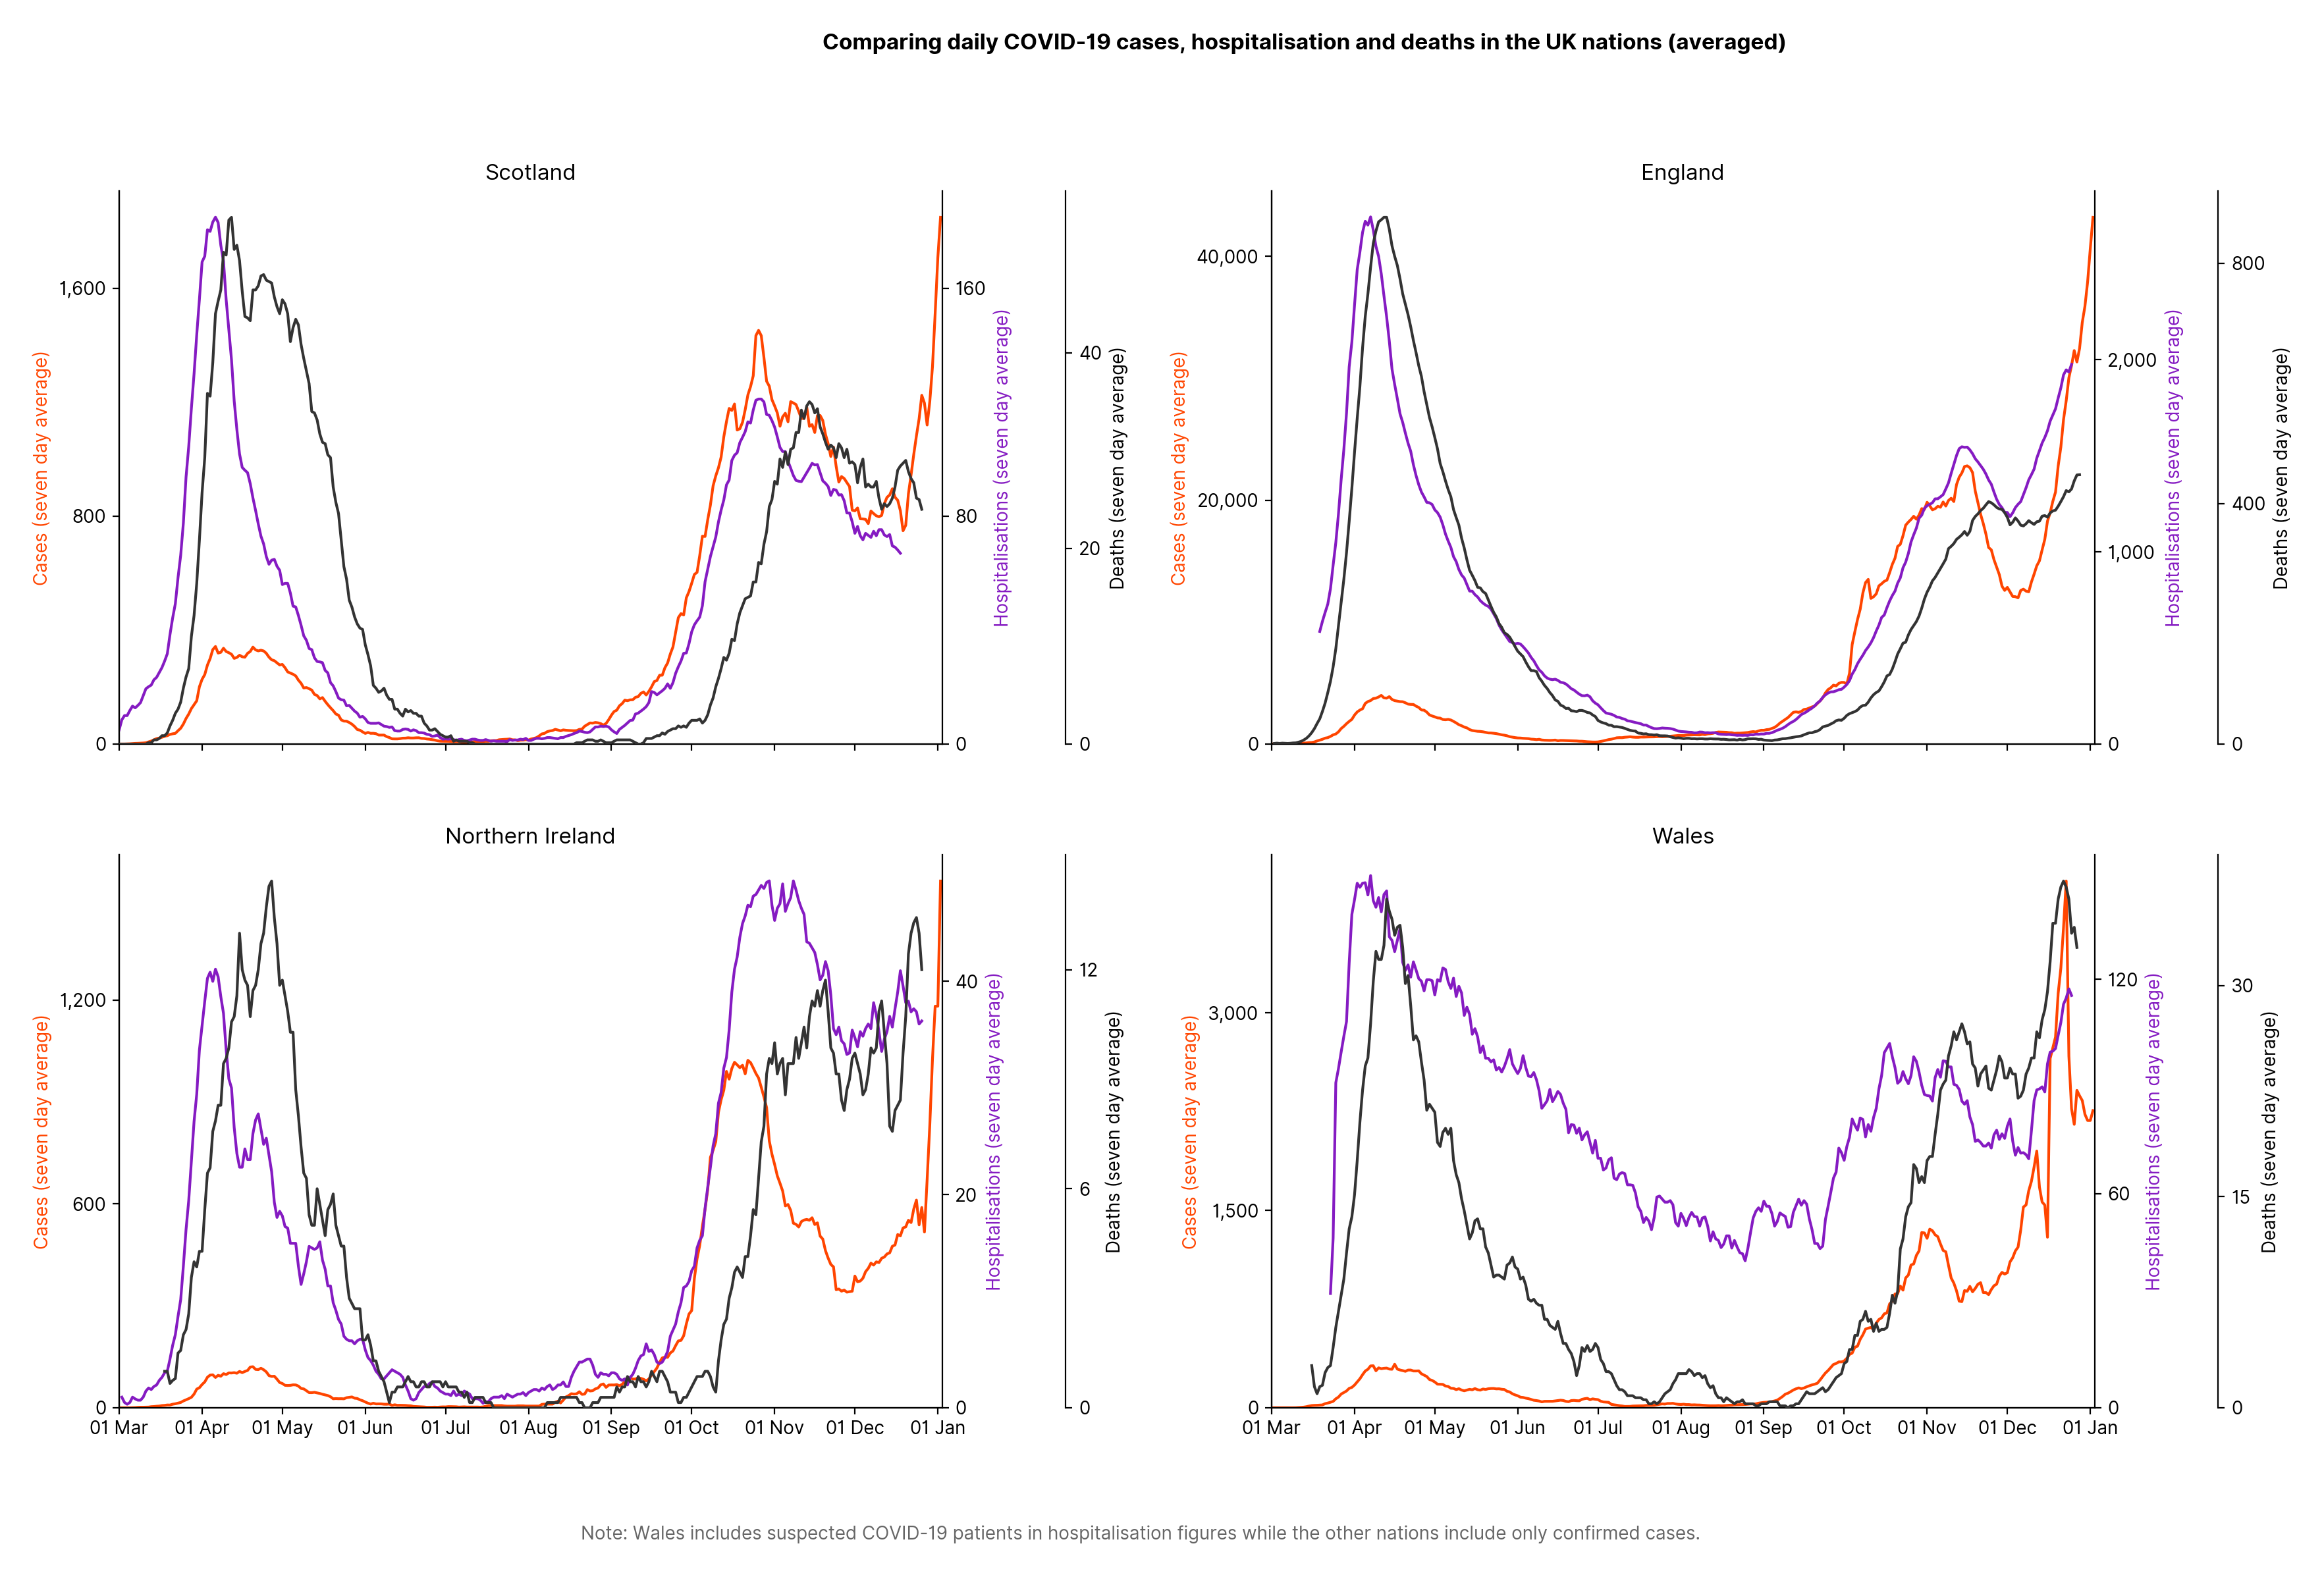 Comparing daily COVID-19 cases, hospitalisation and deaths in the UK nations (averaged)
Scotland
Cases (seven day average)
1,600
800
0
160
80
0
Hospitalisations (seven day average)
40
20
0
Deaths (seven day average)
England
Cases (seven day average)
40,000
20,000
0
2,000
1,000
0
Hospitalisations (seven day average)
800
400
0
Deaths (seven day average)
Northern Ireland
Cases (seven day average)
1,200
600
0
40
20
0
Hospitalisations (seven day average)
12
6
0
Deaths (seven day average)
01 Mar 01 Apr 01 May 01 Jun 01 Jul 01 Aug 01 Sep 01 Oct 01 Nov 01 Dec 01 Jan
Wales
Cases (seven day average)
3,000
1,500
0
120
60
0
Hospitalisations (seven day average)
30
15
0
Deaths (seven day average)
01 Mar 01 Apr 01 May 01 Jun 01 Jul 01 Aug 01 Sep 01 Oct 01 Nov 01 Dec 01 Jan
Note: Wales includes suspected COVID-19 patients in hospitalisation figures while the other nations include only confirmed cases.